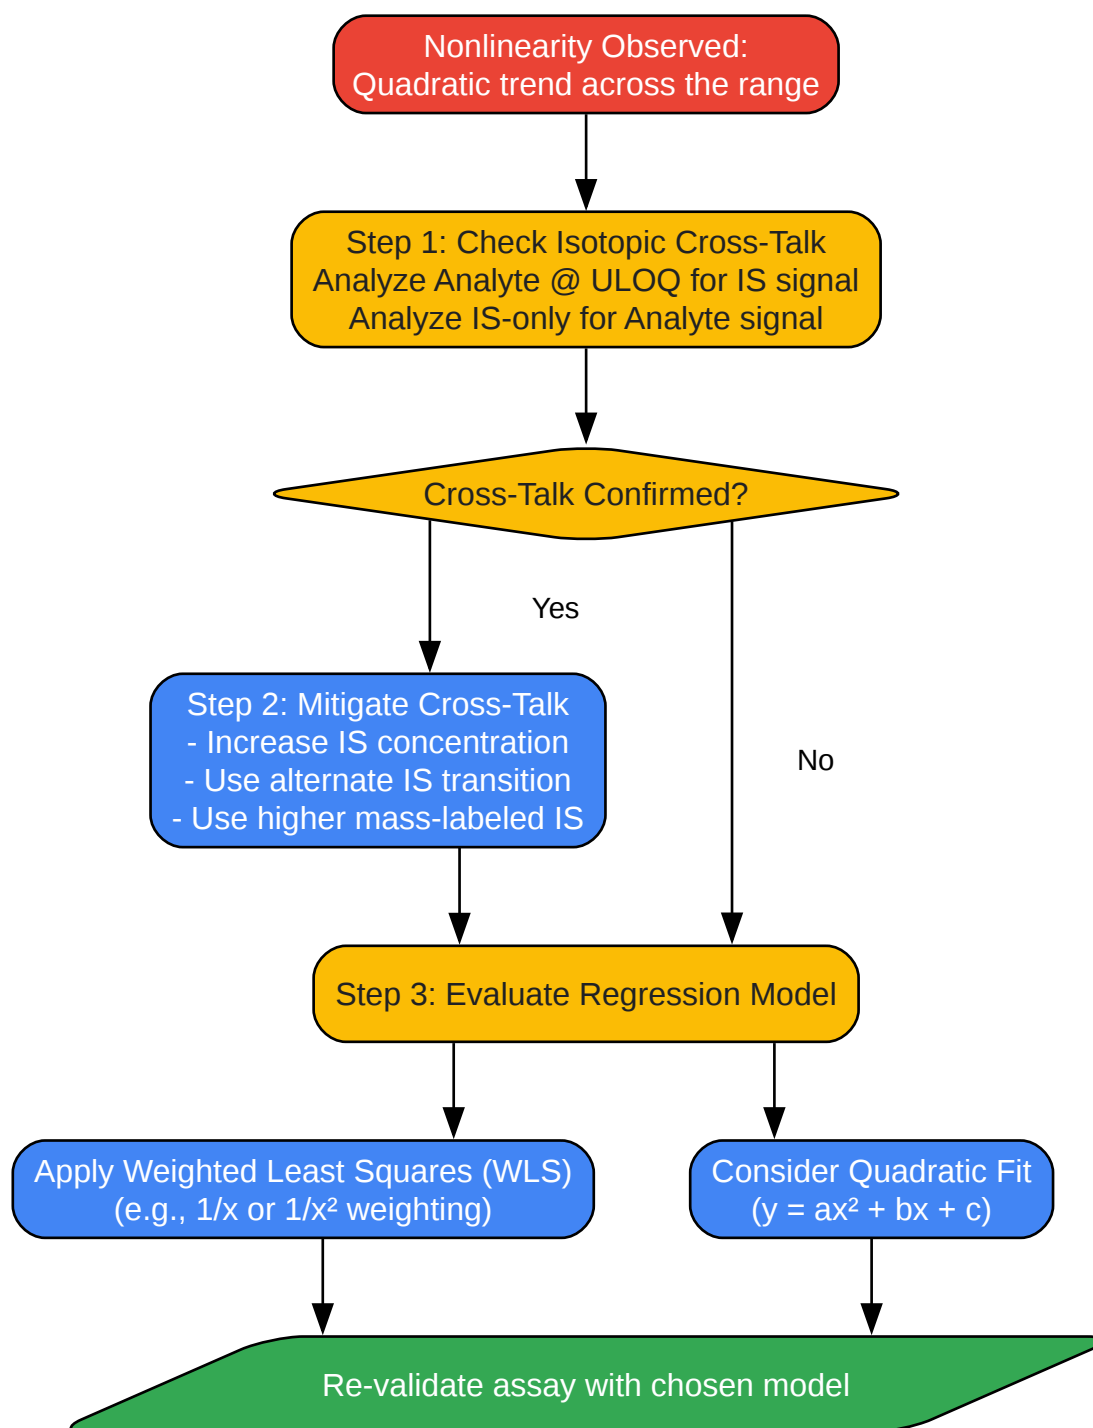 Nonlinearity Observed:
Quadratic trend across the range
Step 1: Check Isotopic Cross-Talk
Analyze Analyte @ ULOQ for IS signal
Analyze IS-only for Analyte signal
Cross-Talk Confirmed?
Yes
Step 2: Mitigate Cross-Talk
- Increase IS concentration
- Use alternate IS transition
- Use higher mass-labeled IS
No
Step 3: Evaluate Regression Model
Apply Weighted Least Squares (WLS)
(e.g., 1/x or 1/x² weighting)
Consider Quadratic Fit
(y = ax² + bx + c)
Re-validate assay with chosen model